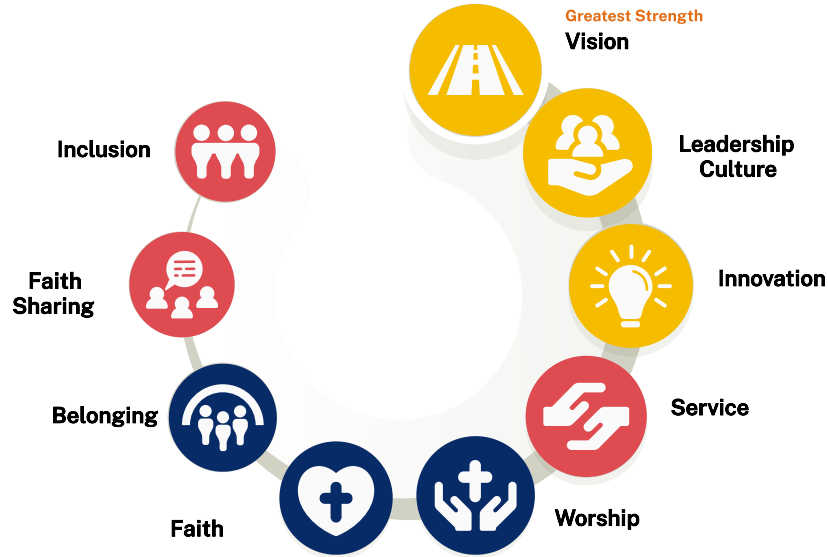 Greatest Strength
Vision
Leadership
Culture
Innovation
Service
Worship
Faith
Belonging
Faith
Sharing
Inclusion